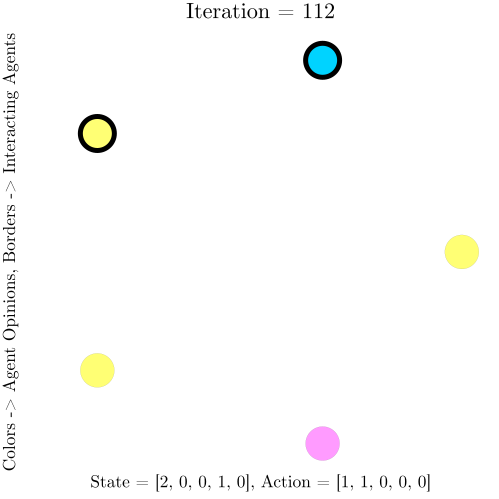 Iteration = 112
Colors -> Agent Opinions, Borders -> Interacting Agents
State = [2, 0, 0, 1, 0], Action = [1, 1, 0, 0, 0]